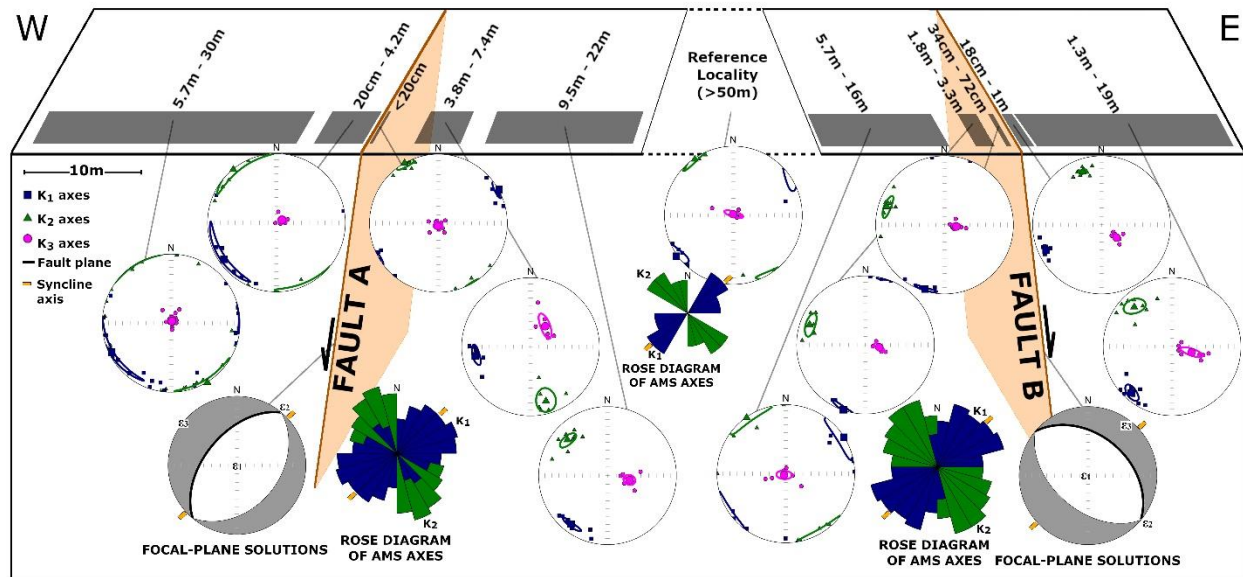 W
E
5.7m - 30m
20cm - 4.2m
<20cm
3.8m - 7.4m
9.5m - 22m
Reference
Locality
(>50m)
5.7m - 16m
1.8m - 3.3m
34cm - 72cm
18cm - 1m
1.3m - 19m
10m
K1 axes
K2 axes
K3 axes
Fault plane
Syncline
axis
N
N
N
N
N
N
N
N
N
N
N
N
FAULT A
FAULT B
K2
N
K1
ROSE DIAGRAM
OF AMS AXES
N
ε2
ε3
ε1
FOCAL-PLANE SOLUTIONS
N
K1
K2
ROSE DIAGRAM
OF AMS AXES
N
K1
K2
ROSE DIAGRAM
OF AMS AXES
N
ε3
ε1
ε2
FOCAL-PLANE SOLUTIONS